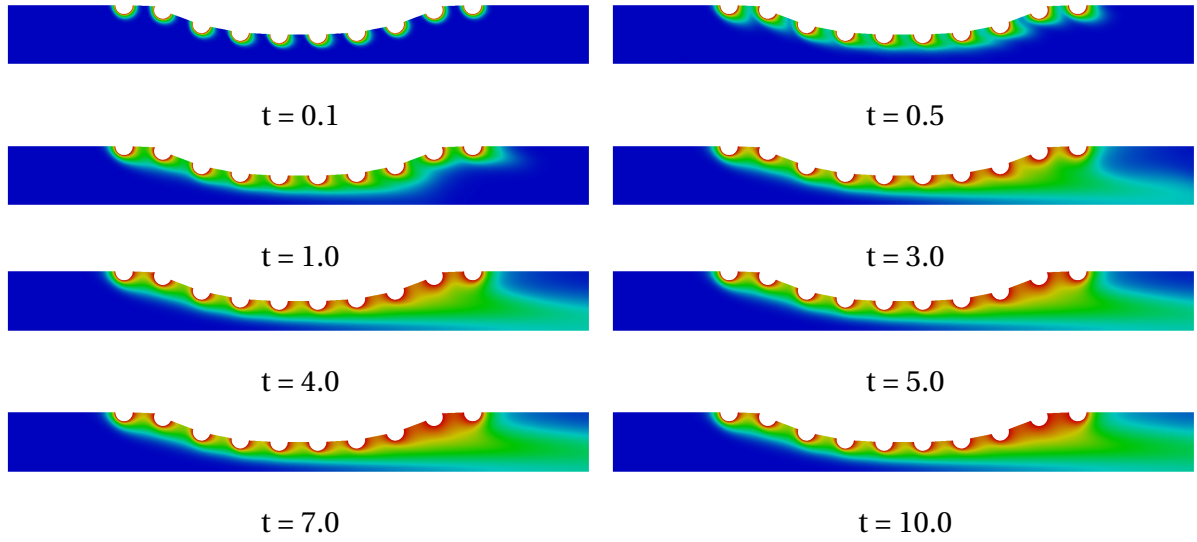 t = 0.1
t = 0.5
t = 1.0
t = 3.0
t = 4.0
t = 5.0
t = 7.0
t = 10.0